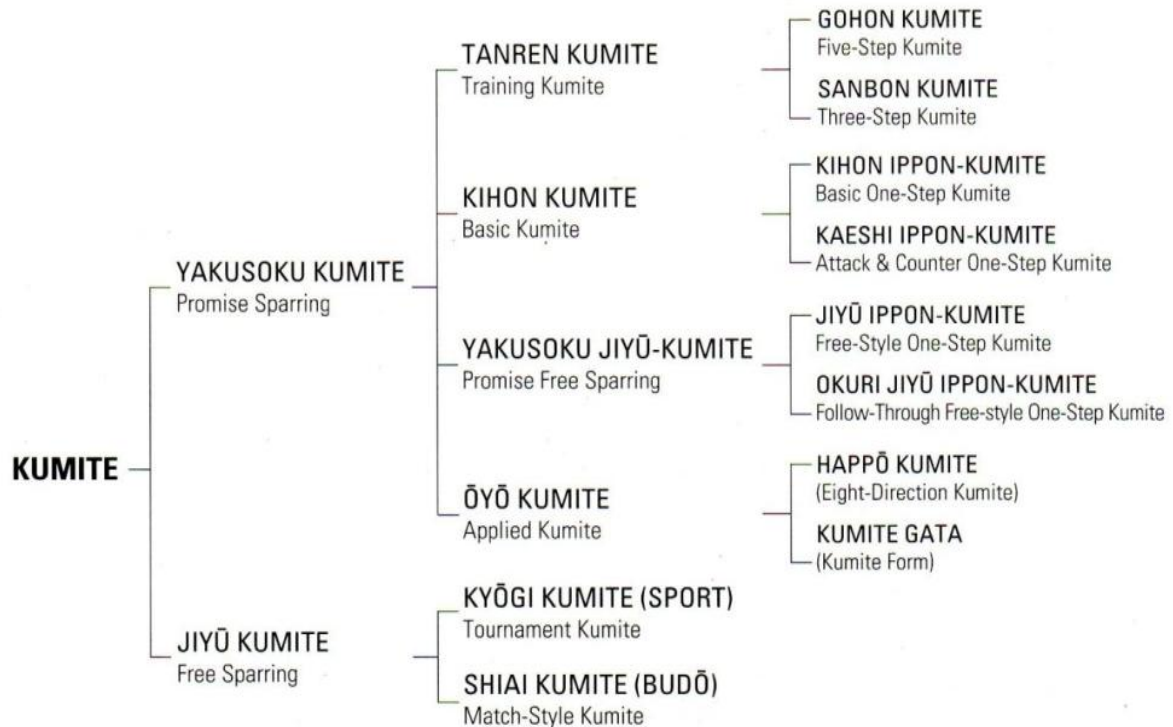 KUMITE
YAKUSOKU KUMITE
Promise Sparring
TANREN KUMITE
Training Kumite
GOHON KUMITE
Five-Step Kumite
SANBON KUMITE
Three-Step Kumite
KIHON KUMITE
Basic Kumite
KIHON IPPON-KUMITE
Basic One-Step Kumite
KAESHI IPPON-KUMITE
Attack & Counter One-Step Kumite
YAKUSOKU JIYŪ-KUMITE
Promise Free Sparring
JIYŪ IPPON-KUMITE
Free-Style One-Step Kumite
OKURI JIYŪ IPPON-KUMITE
Follow-Through Free-style One-Step Kumite
ŌYŌ KUMITE
Applied Kumite
HAPPŌ KUMITE
(Eight-Direction Kumite)
KUMITE GATA
(Kumite Form)
JIYŪ KUMITE
Free Sparring
KYŌGI KUMITE (SPORT)
Tournament Kumite
SHIAI KUMITE (BUDŌ)
Match-Style Kumite